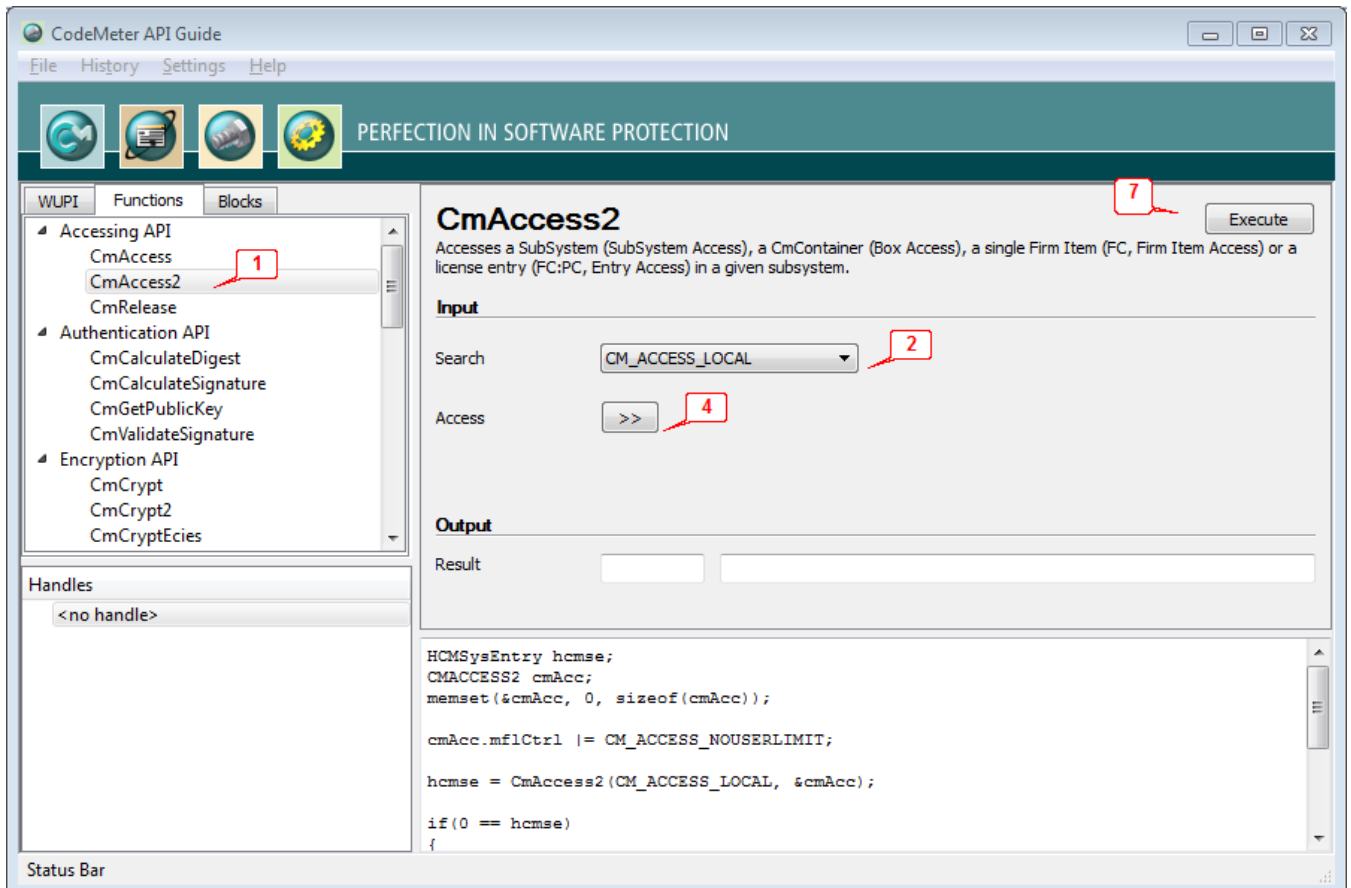 CodeMeter API Guide
File History Settings Help
PERFECTION IN SOFTWARE PROTECTION
WUPI Functions Blocks
Accessing API
CmAccess
1
CmAccess2
CmRelease
Authentication API
CmCalculateDigest
CmCalculateSignature
CmGetPublicKey
CmValidateSignature
Encryption API
CmCrypt
CmCrypt2
CmCryptEcies
Handles
<no handle>
7
CmAccess2
Execute
Accesses a SubSystem (SubSystem Access), a CmContainer (Box Access), a single Firm Item (FC, Firm Item Access) or a
license entry (FC:PC, Entry Access) in a given subsystem.
Input
Search CM_ACCESS_LOCAL 2
Access >> 4
Output
Result
HCMSysEntry hcmse;
CMACCESS2 cmAcc;
memset(&cmAcc, 0, sizeof(cmAcc));
cmAcc.mflCtrl |= CM_ACCESS_NOUSERLIMIT;
hcmse = CmAccess2(CM_ACCESS_LOCAL, &cmAcc);
if(0 == hcmse)
{
Status Bar